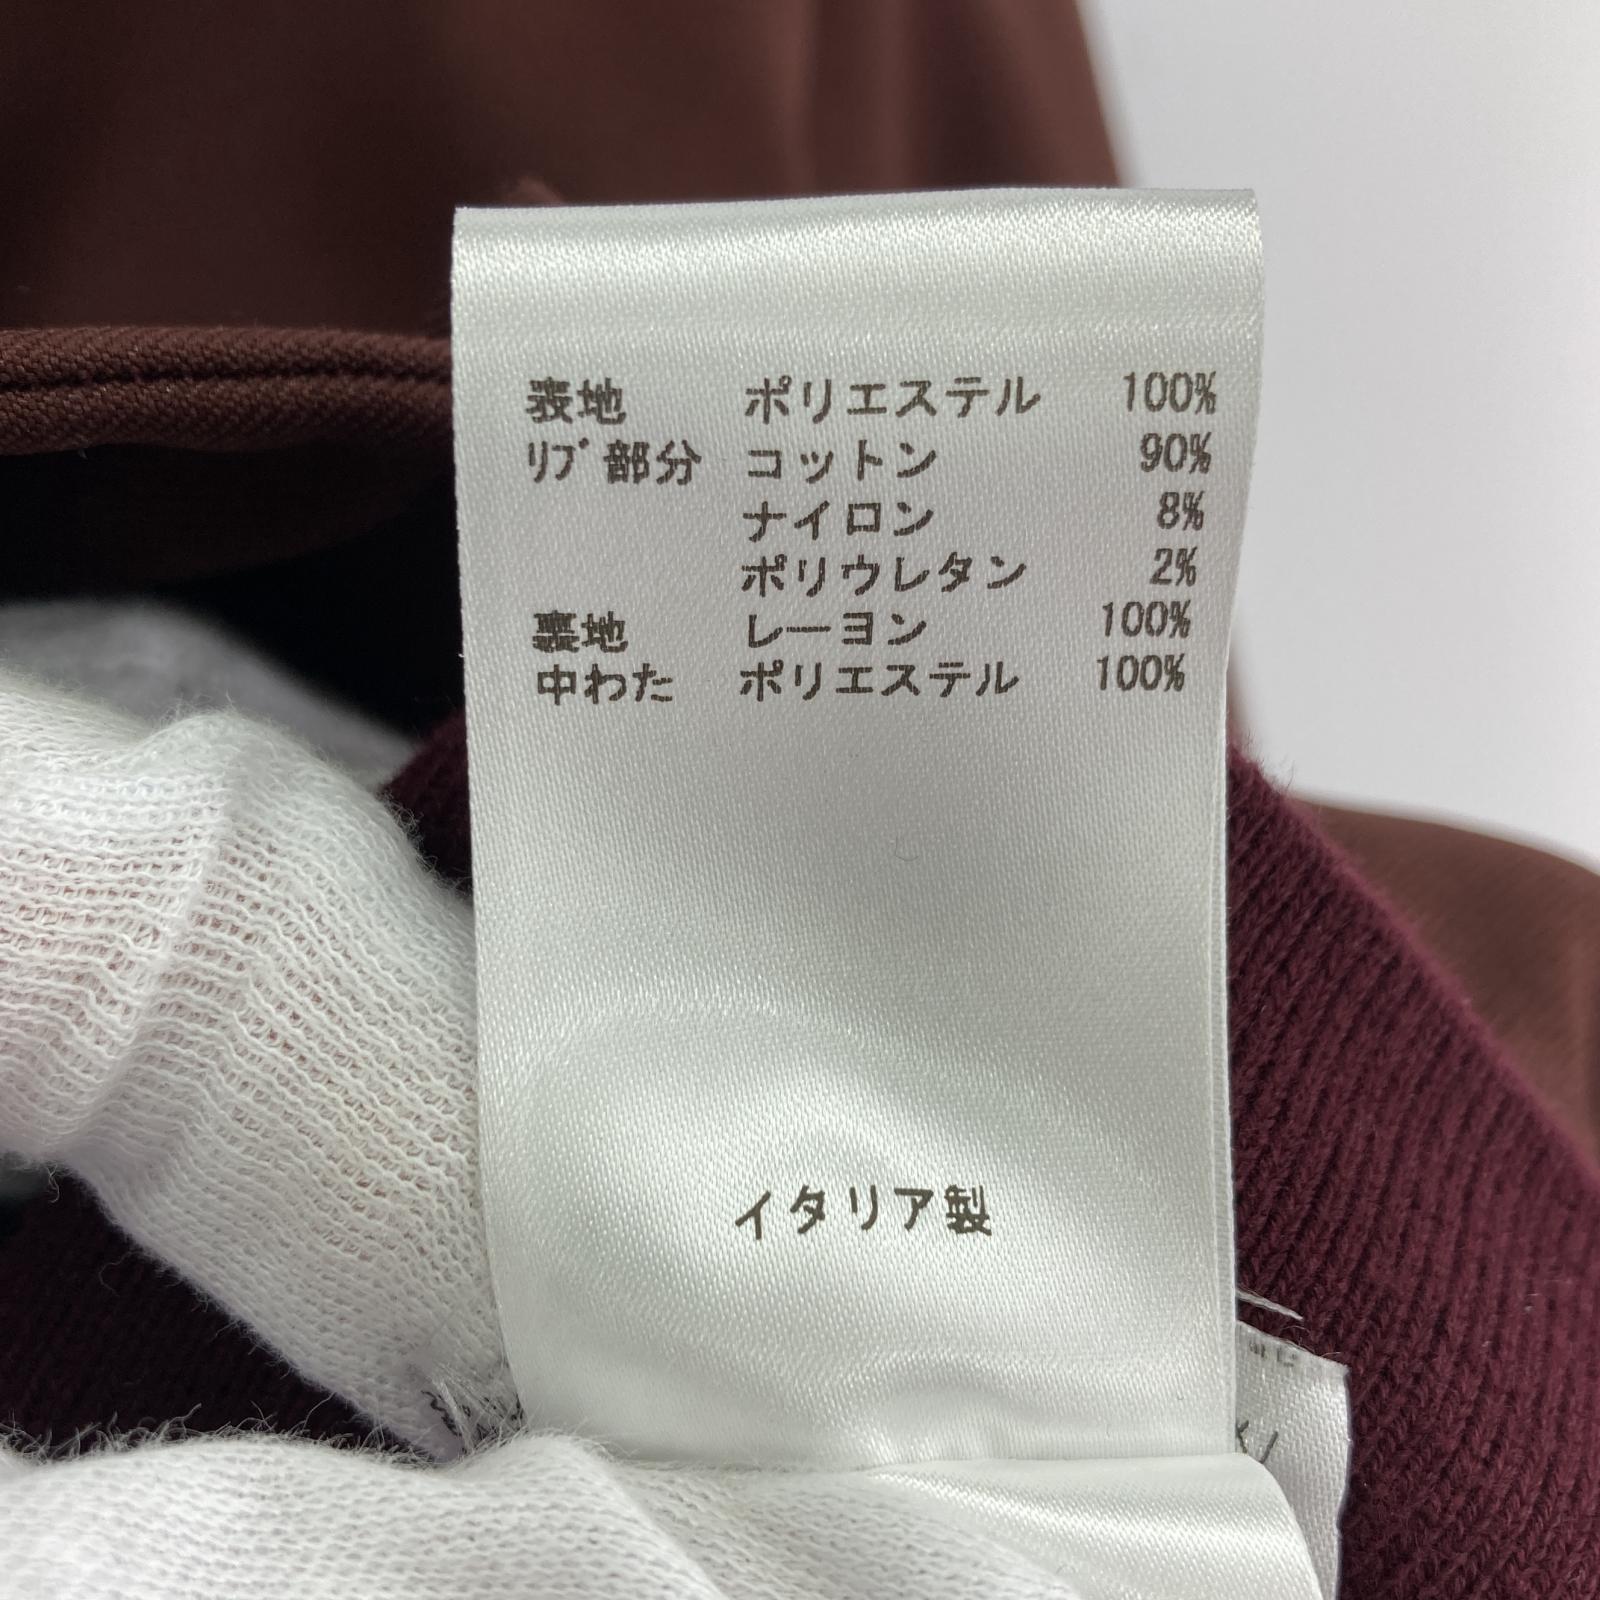 表地 ポリエステル 100%
ﾘﾌﾞ部分 コットン 90%
ナイロン 8%
ポリウレタン 2%
裏地 レーヨン 100%
中わた ポリエステル 100%
イタリア製